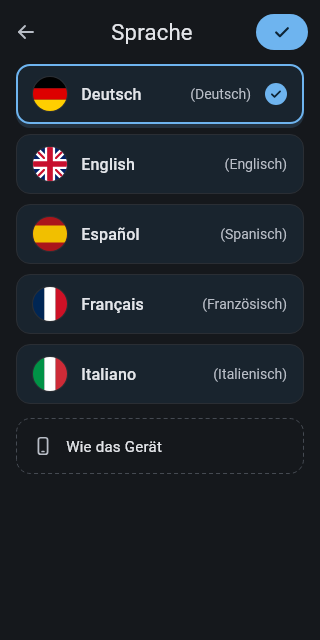 Sprache
Deutsch (Deutsch)
English (Englisch)
Español (Spanisch)
Français (Französisch)
Italiano (Italienisch)
Wie das Gerät